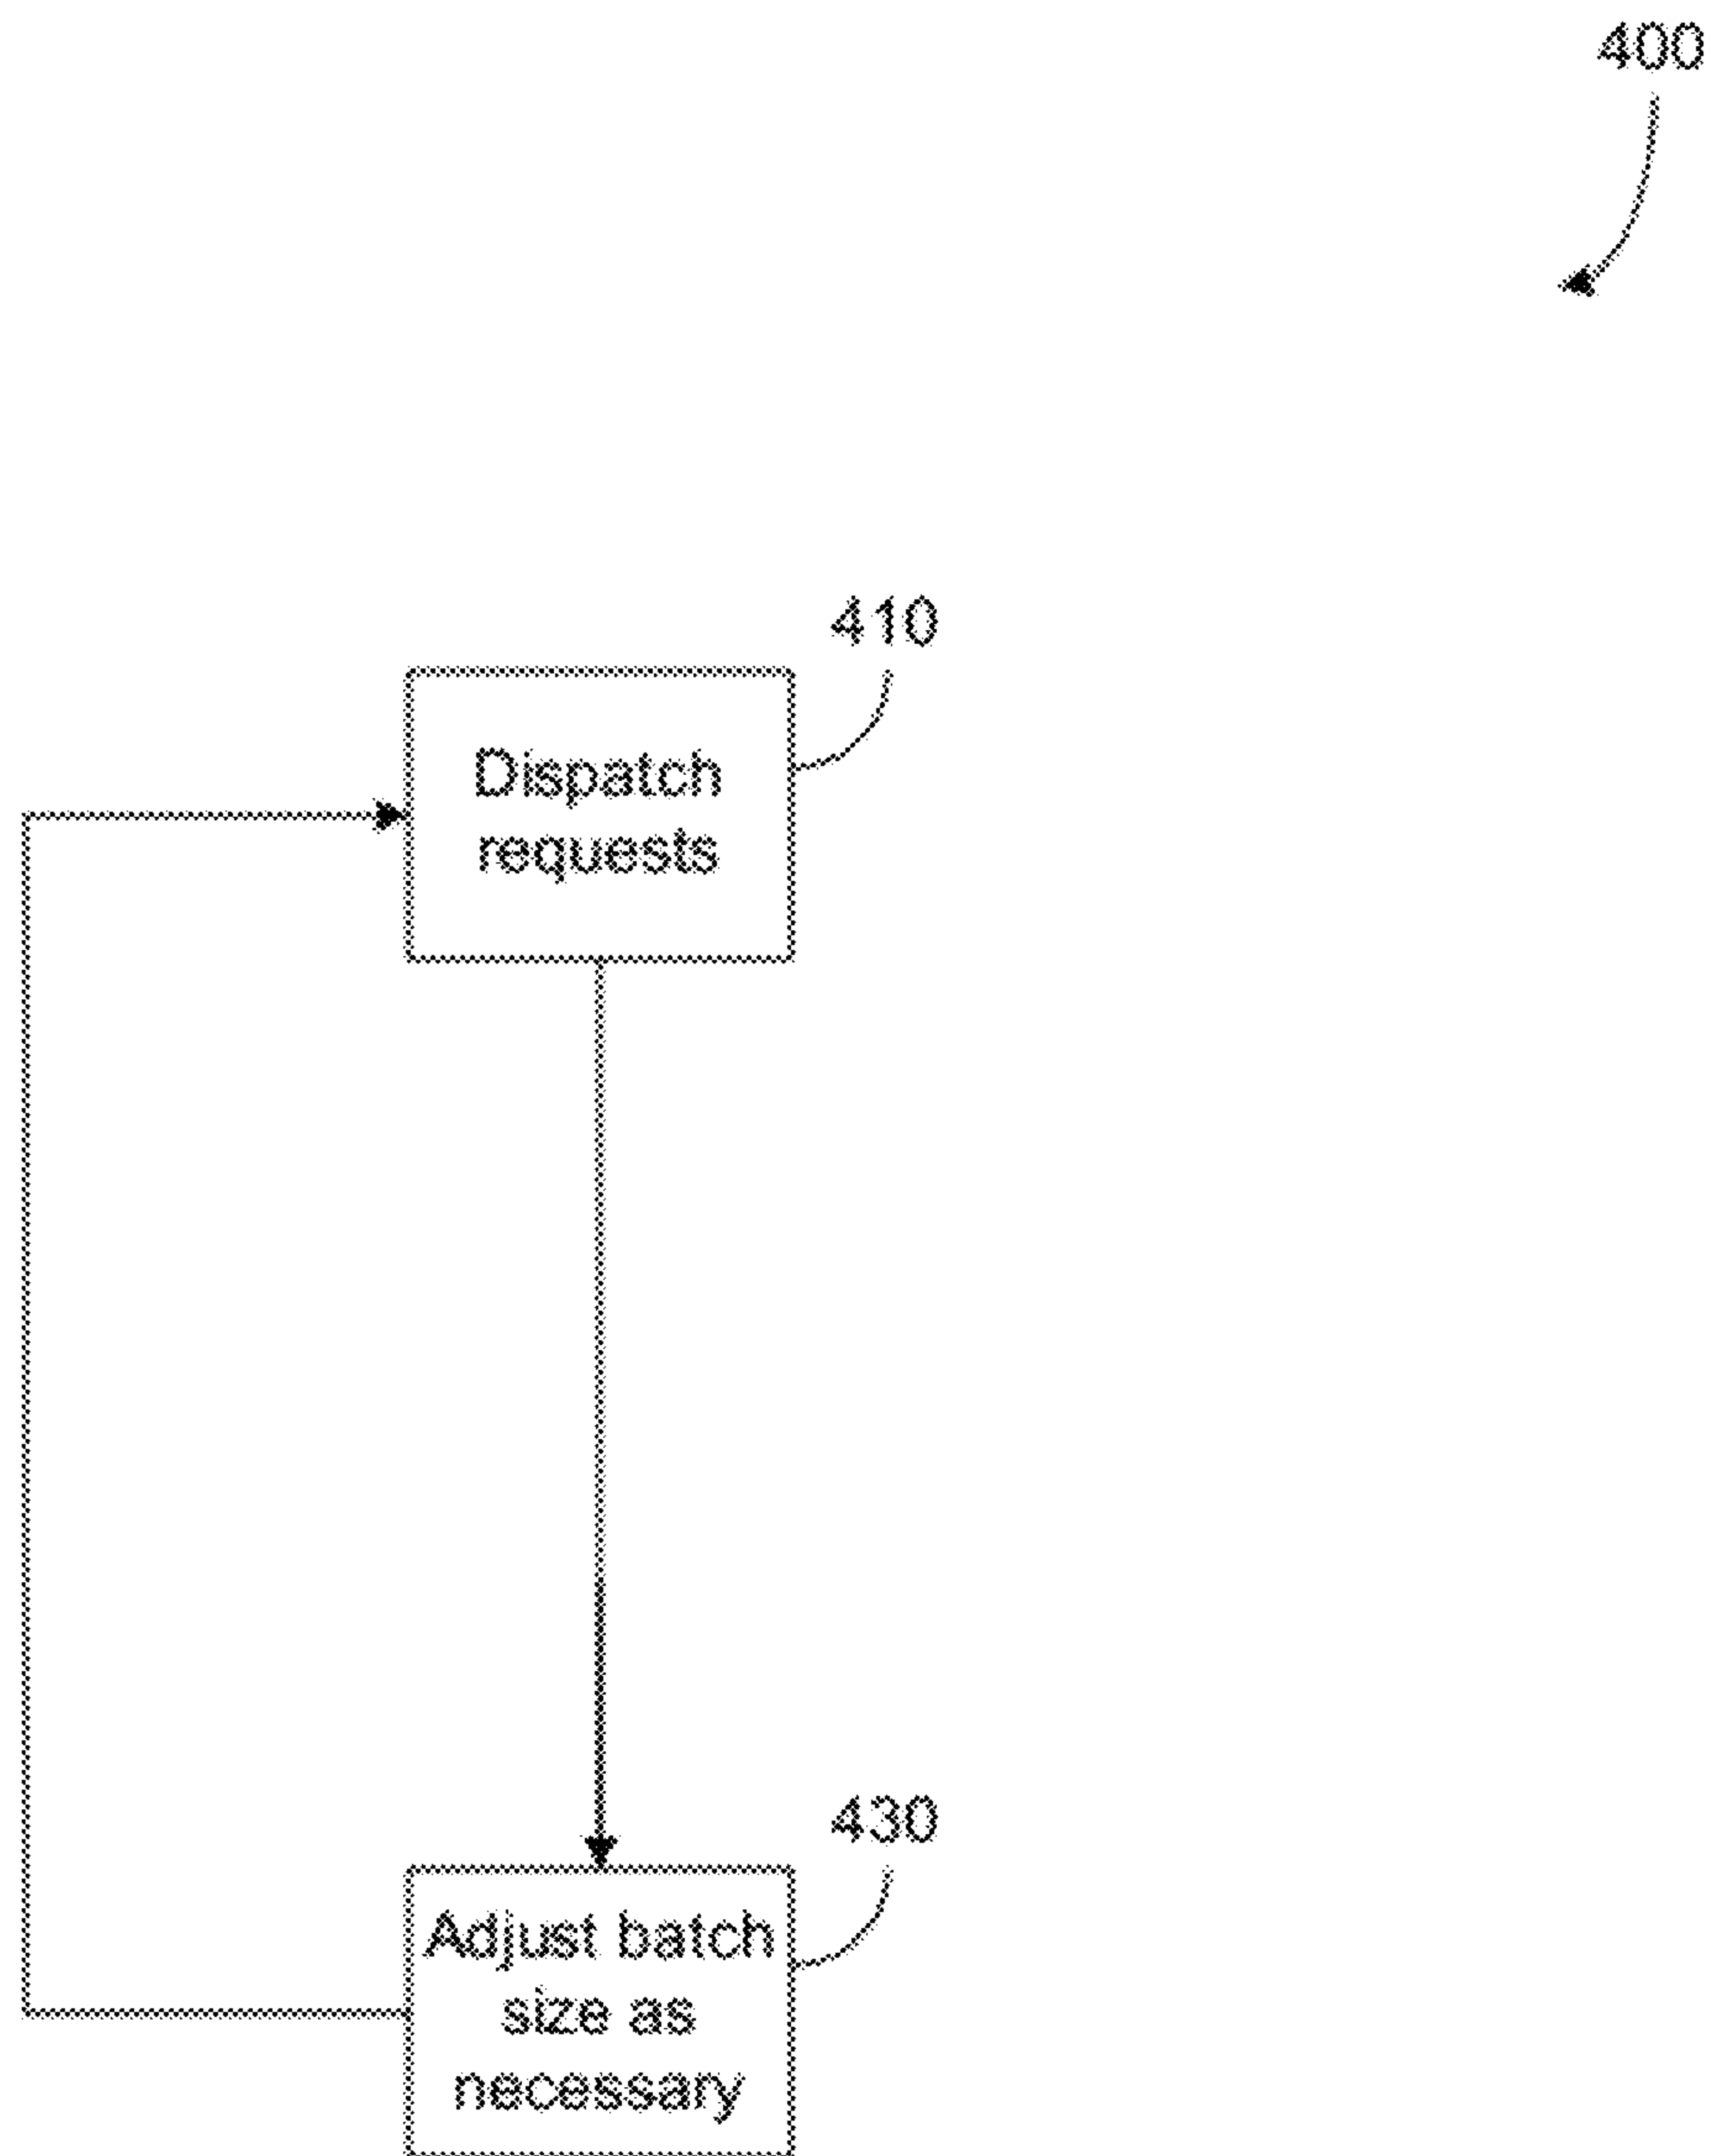 400
410
Dispatch
requests
430
Adjust batch
size as
necessary